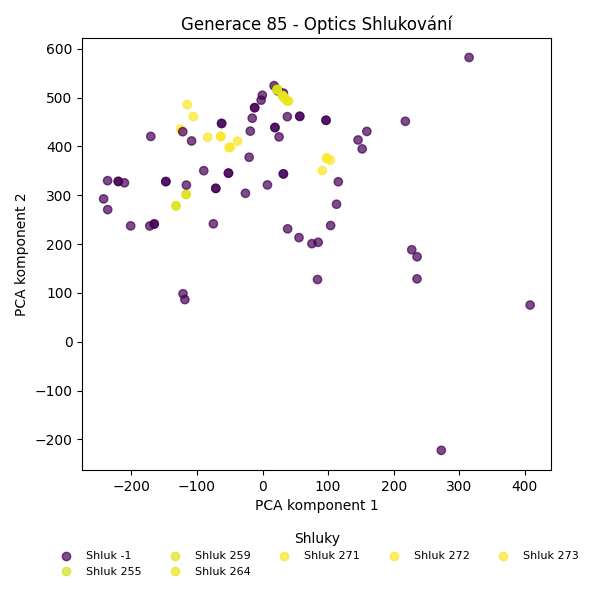 Generace 85 - Optics Shlukování
PCA komponent 2
600
500
400
300
200
100
0
−100
−200
−200
−100
0
100
200
300
400
PCA komponent 1
Shluky
Shluk -1
Shluk 259
Shluk 271
Shluk 272
Shluk 273
Shluk 255
Shluk 264